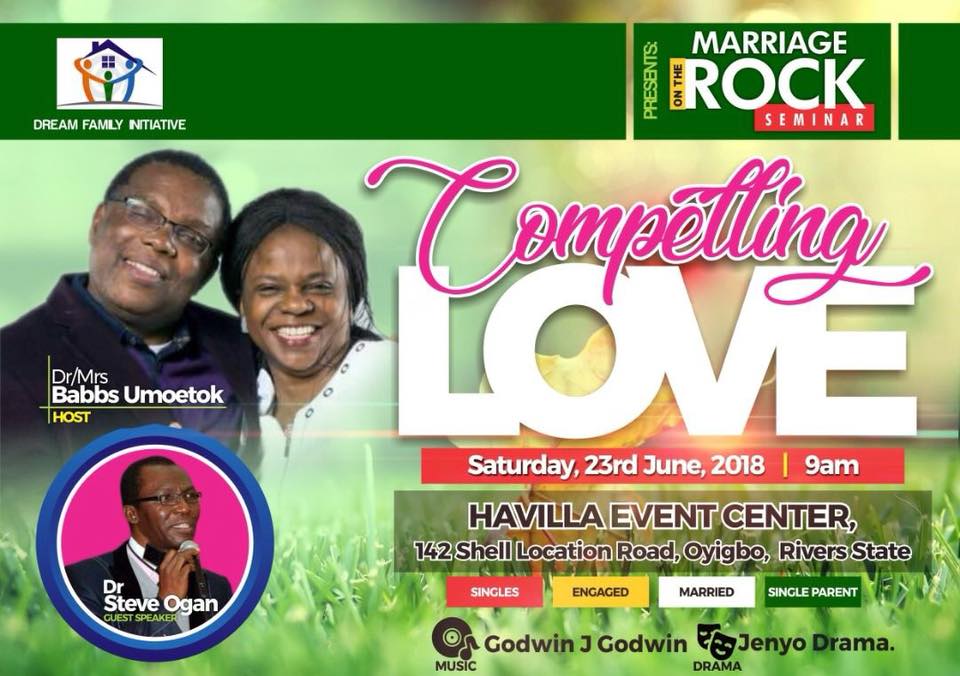 DREAM FAMILY INITIATIVE
PRESENTS:
MARRIAGE
ON THE
ROCK
SEMINAR
Compelling
LOVE
Dr/Mrs
Babbs Umoetok
HOST
Saturday, 23rd June, 2018 | 9am
HAVILLA EVENT CENTER,
142 Shell Location Road, Oyigbo, Rivers State
SINGLES
ENGAGED
MARRIED
SINGLE PARENT
Dr
Steve Ogan
GUEST SPEAKER
MUSIC
Godwin J Godwin
DRAMA
Jenyo Drama.